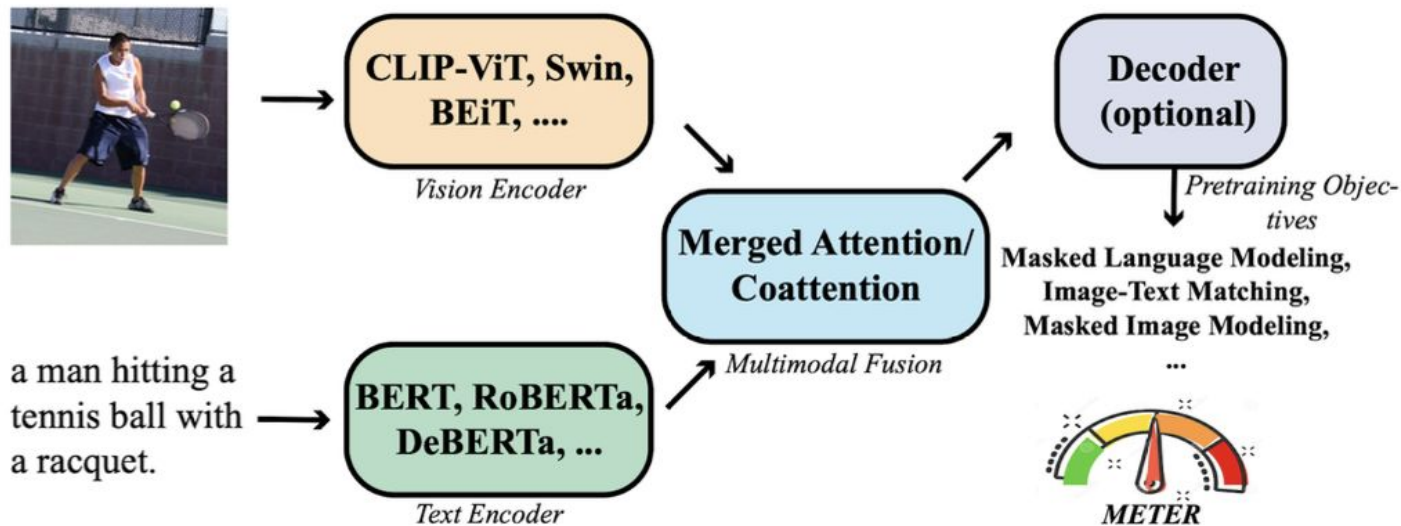 CLIP-ViT, Swin,
BEiT, ....
Vision Encoder
a man hitting a
tennis ball with
a racquet.
BERT, RoBERTa,
DeBERTa, ...
Text Encoder
Merged Attention/
Coattention
Multimodal Fusion
Decoder
(optional)
Pretraining Objec-
tives
Masked Language Modeling,
Image-Text Matching,
Masked Image Modeling,
...
METER